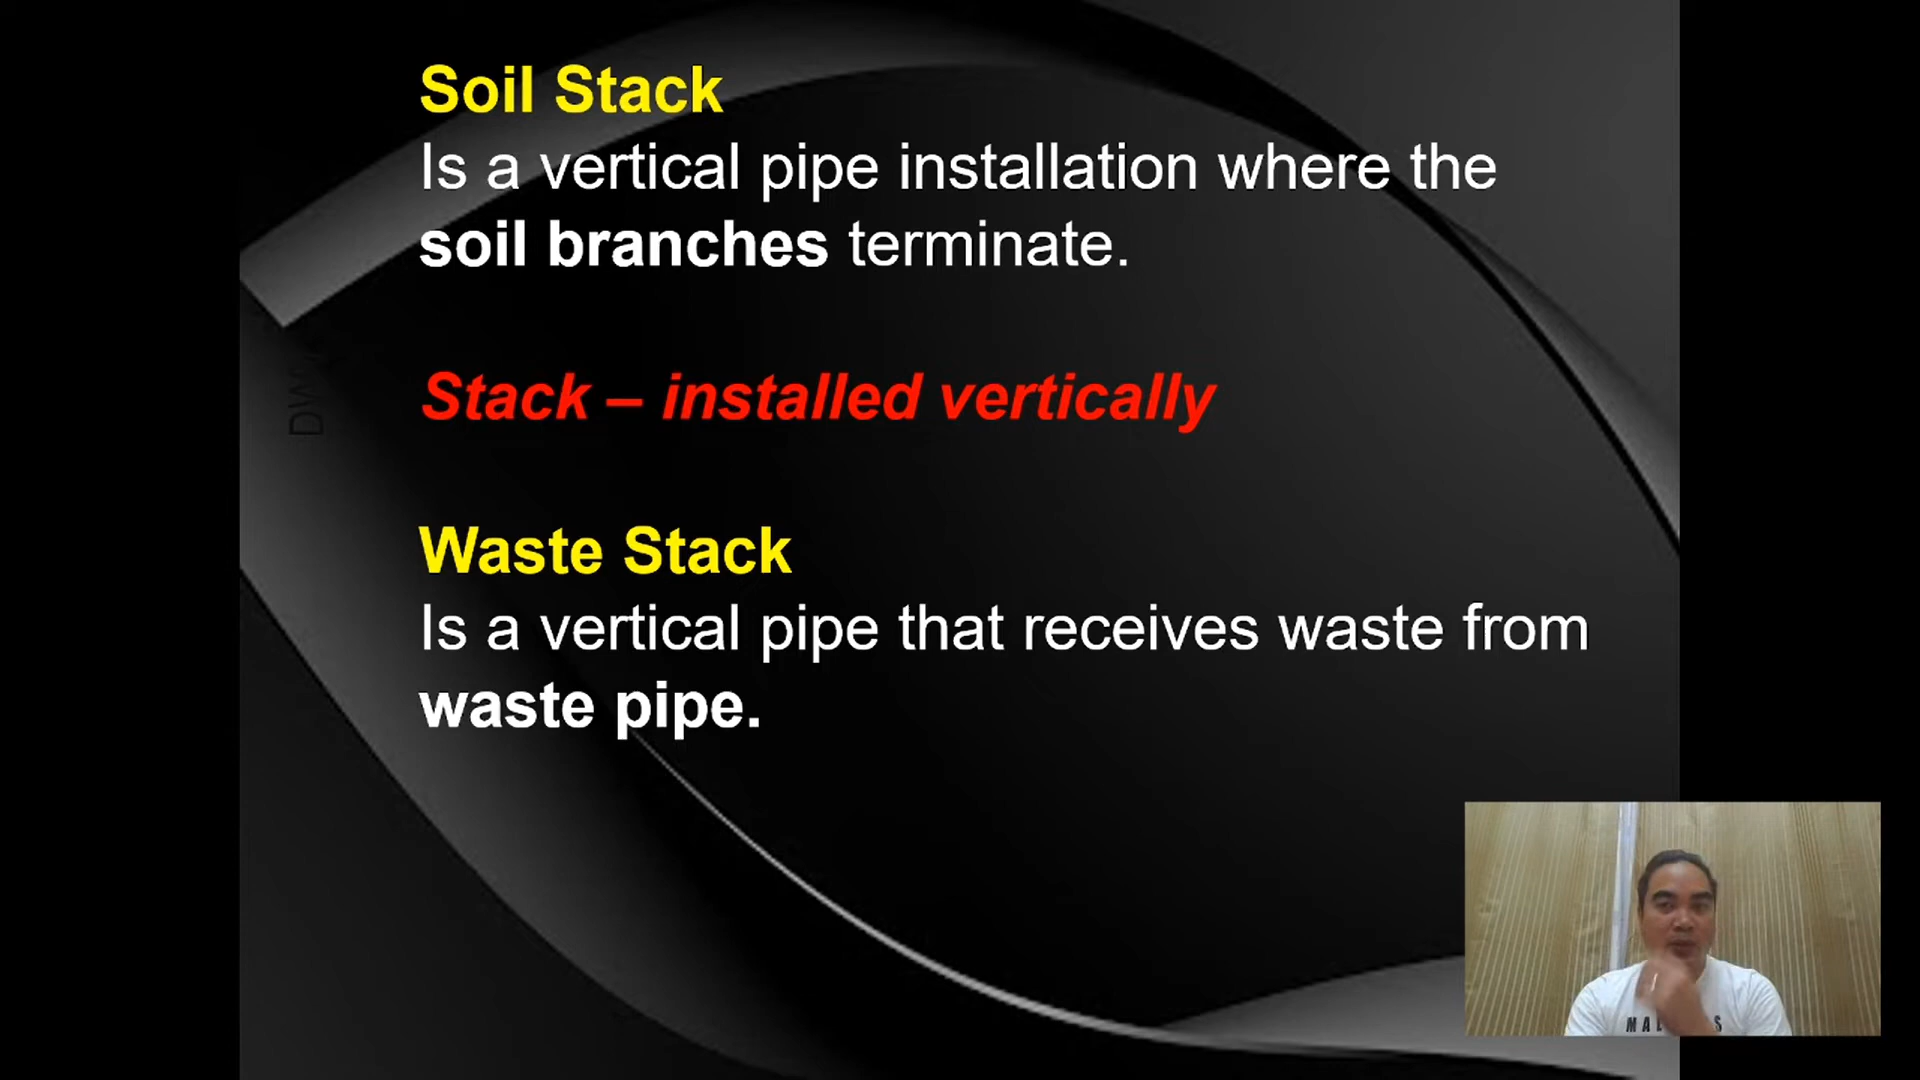 Soil Stack
Is a vertical pipe installation where the
soil branches terminate.
Stack – installed vertically
Waste Stack
Is a vertical pipe that receives waste from
waste pipe.